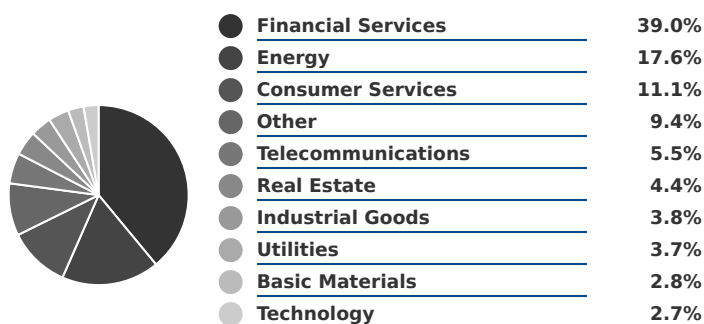 Financial Services 39.0%
Energy 17.6%
Consumer Services 11.1%
Other 9.4%
Telecommunications 5.5%
Real Estate 4.4%
Industrial Goods 3.8%
Utilities 3.7%
Basic Materials 2.8%
Technology 2.7%